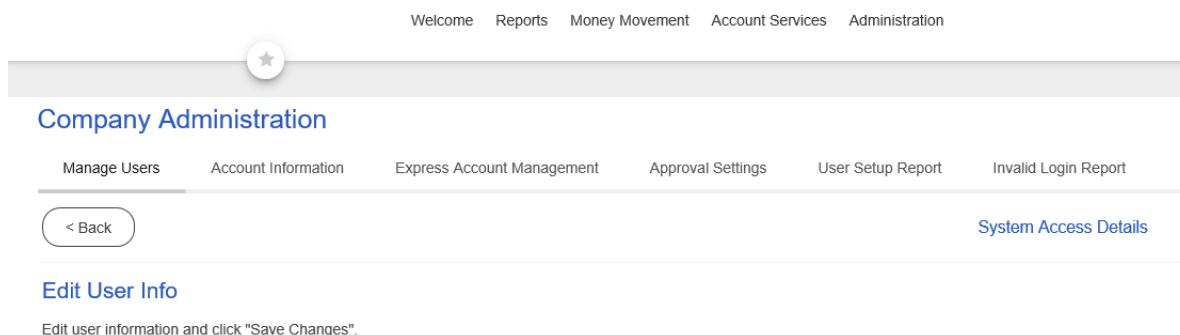 Welcome Reports Money Movement Account Services Administration
Company Administration
Manage Users Account Information Express Account Management Approval Settings User Setup Report Invalid Login Report
< Back System Access Details
Edit User Info
Edit user information and click "Save Changes".